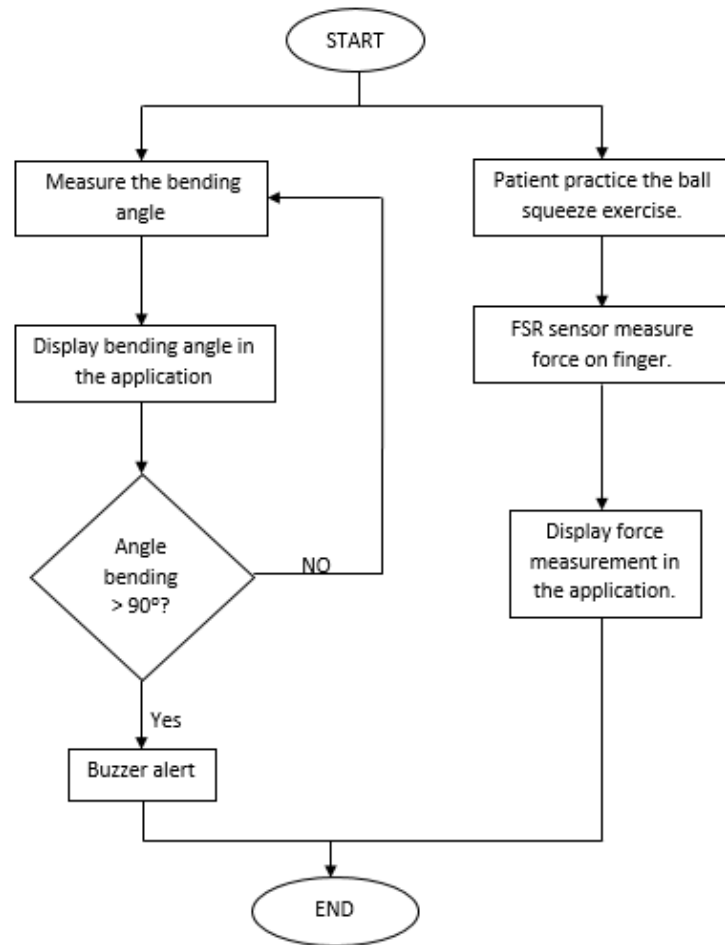 START
Measure the bending
angle
Patient practice the ball
squeeze exercise.
Display bending angle in
the application
FSR sensor measure
force on finger.
Angle
bending
> 90º?
NO
Display force
measurement in
the application.
Yes
Buzzer alert
END